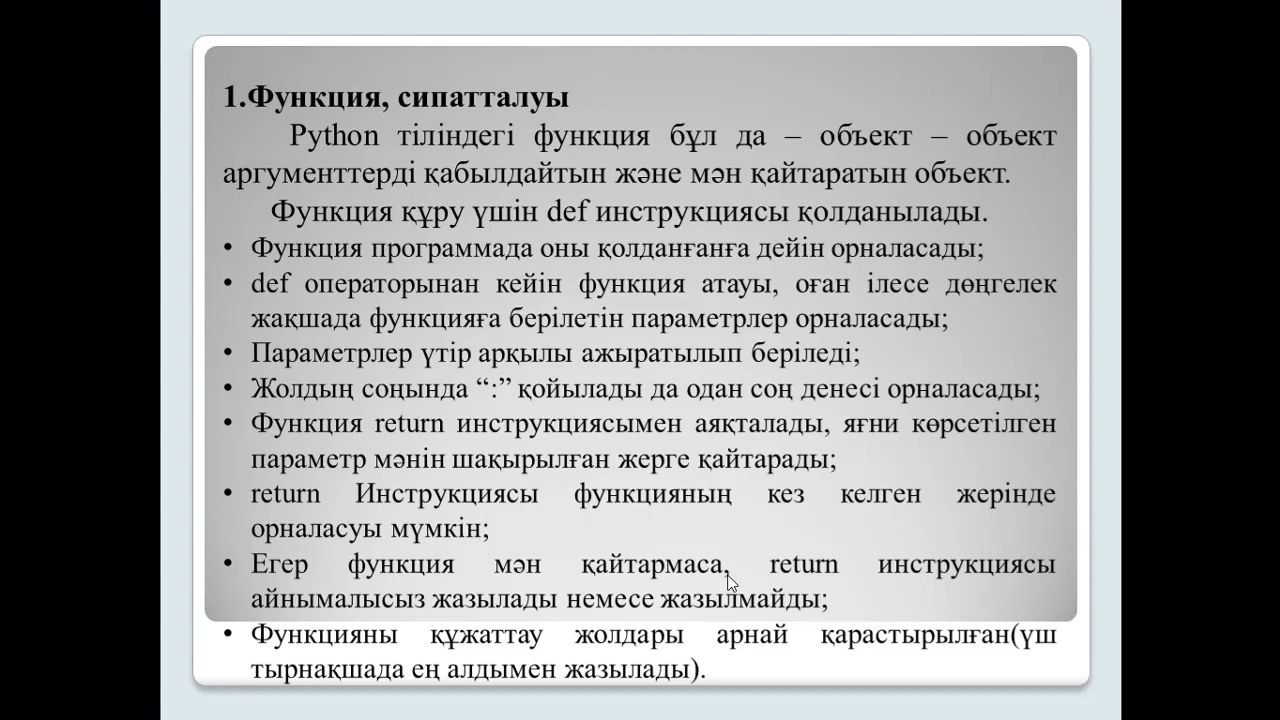 1.Функция, сипатталуы
Python тіліндегі функция бұл да – объект – объект
аргументтерді қабылдайтын және мән қайтаратын объект.
Функция құру үшін def инструкциясы қолданылады.
• Функция программада оны қолданғанға дейін орналасады;
• def операторынан кейін функция атауы, оған ілесе дөңгелек
жақшада функцияға берілетін параметрлер орналасады;
• Параметрлер үтір арқылы ажыратылып беріледі;
• Жолдың соңында “:” қойылады да одан соң денесі орналасады;
• Функция return инструкциясымен аяқталады, яғни көрсетілген
параметр мәнін шақырылған жерге қайтарады;
• return Инструкциясы функцияның кез келген жерінде
орналасуы мүмкін;
• Егер функция мән қайтармаса, return инструкциясы
айнымалысыз жазылады немесе жазылмайды;
• Функцияны құжаттау жолдары арнай қарастырылған(үш
тырнақшада ең алдымен жазылады).